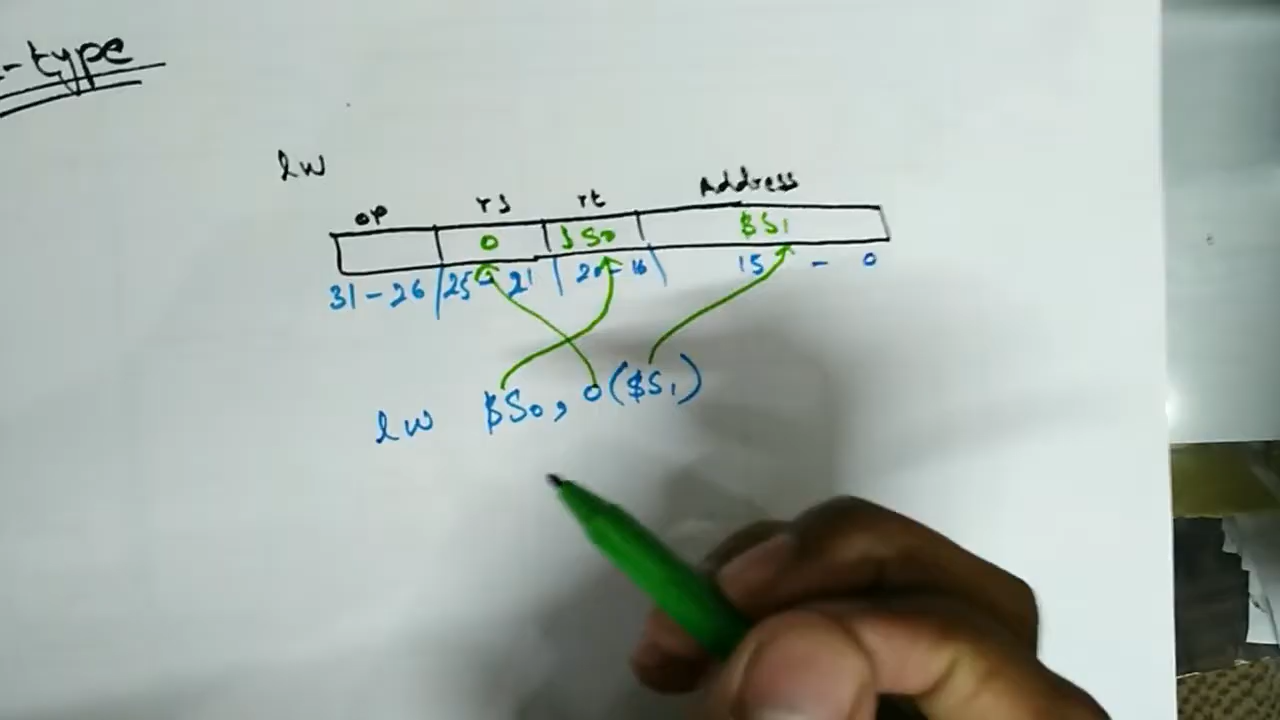 -type
lw
op rs rt Address
0 $S0 $S1
31-26 25-21 20-16 15 - 0
lw $S0, 0($S1)